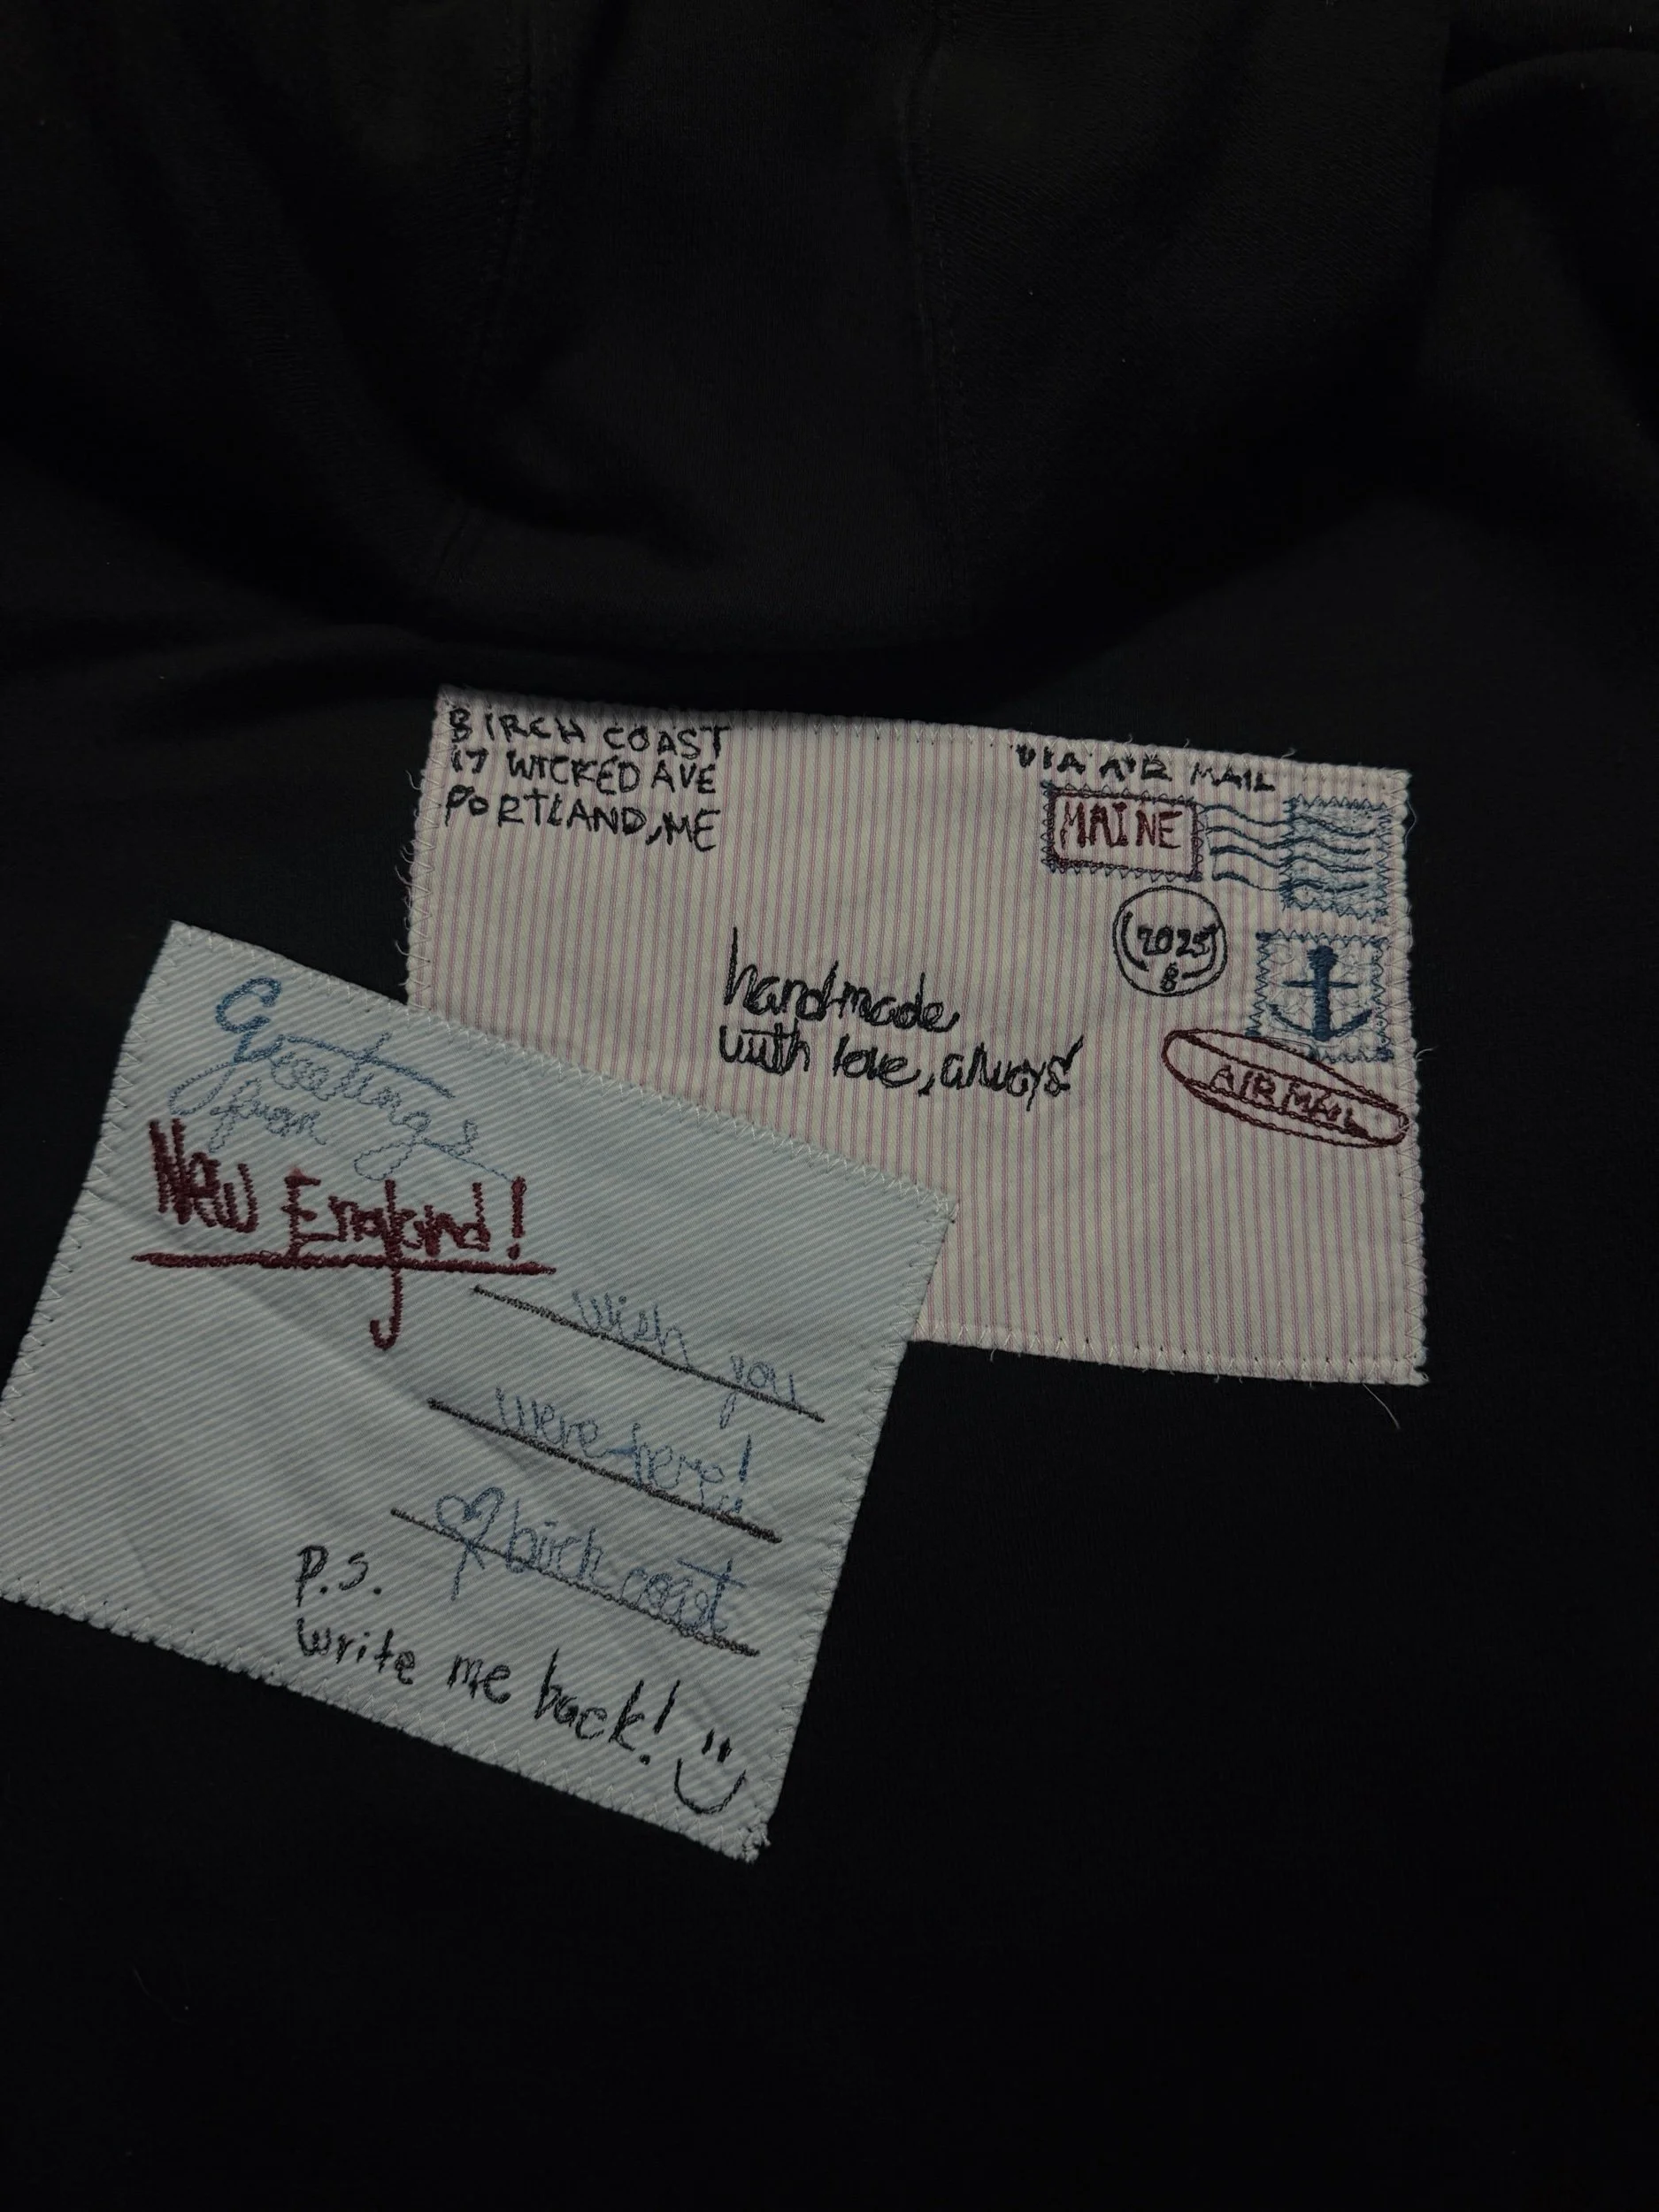 BIRCH COAST
17 WICKED AVE
PORTLAND, ME
VIA AIR MAIL
MAINE
2025
8
handmade
with love, always
AIR MAIL
Greetings
from
New England!
wish you
were here!
birch coast
P.S.
write me back!